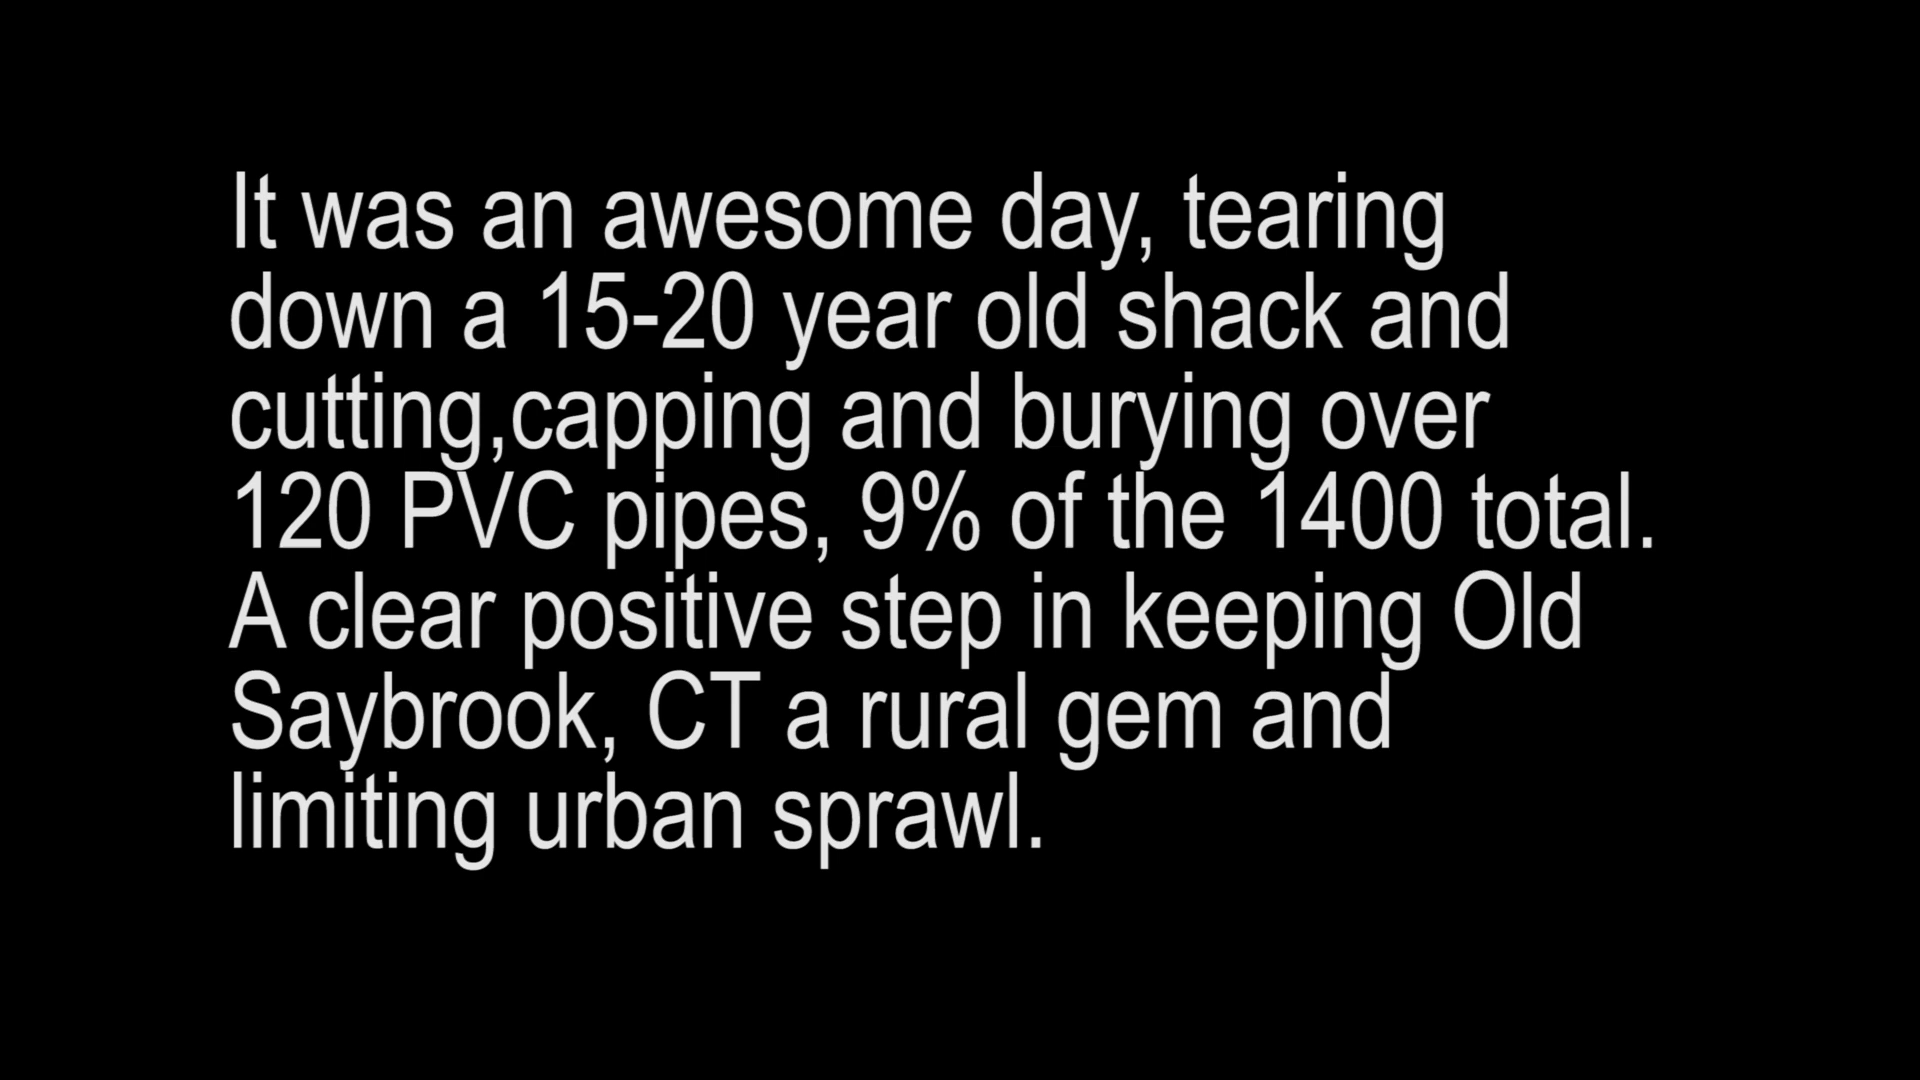 It was an awesome day, tearing
down a 15-20 year old shack and
cutting,capping and burying over
120 PVC pipes, 9% of the 1400 total.
A clear positive step in keeping Old
Saybrook, CT a rural gem and
limiting urban sprawl.